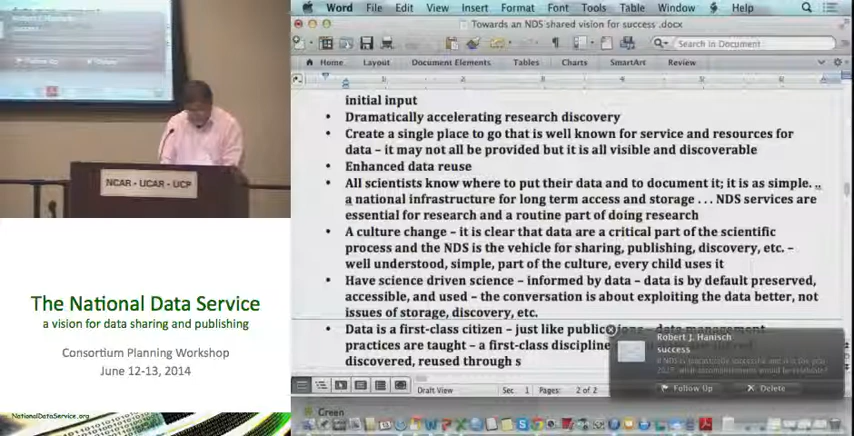 Word File Edit View Insert Format Font Tools Table Window Help
Towards an NDS shared vision for success .docx
Search in Document
Home Layout Document Elements Tables Charts SmartArt Review
initial input
• Dramatically accelerating research discovery
• Create a single place to go that is well known for service and resources for
data – it may not all be provided but it is all visible and discoverable
• Enhanced data reuse
• All scientists know where to put their data and to document it; it is as simple. ..
a national infrastructure for long term access and storage . . . NDS services are
essential for research and a routine part of doing research
• A culture change – it is clear that data are a critical part of the scientific
process and the NDS is the vehicle for sharing, publishing, discovery, etc. –
well understood, simple, part of the culture, every child uses it
• Have science driven science – informed by data – data is by default preserved,
accessible, and used – the conversation is about exploiting the data better, not
issues of storage, discovery, etc.
• Data is a first-class citizen – just like publications – data management
practices are taught – a first-class discipline
discovered, reused through s
Robert J. Hanisch
success
Follow Up Delete
Draft View Sec 1 Pages: 2 of 2
Green
Robert J. Hanisch
success
Follow Up
NCAR - UCAR - UCP
The National Data Service
a vision for data sharing and publishing
Consortium Planning Workshop
June 12-13, 2014
NationalDataService.org